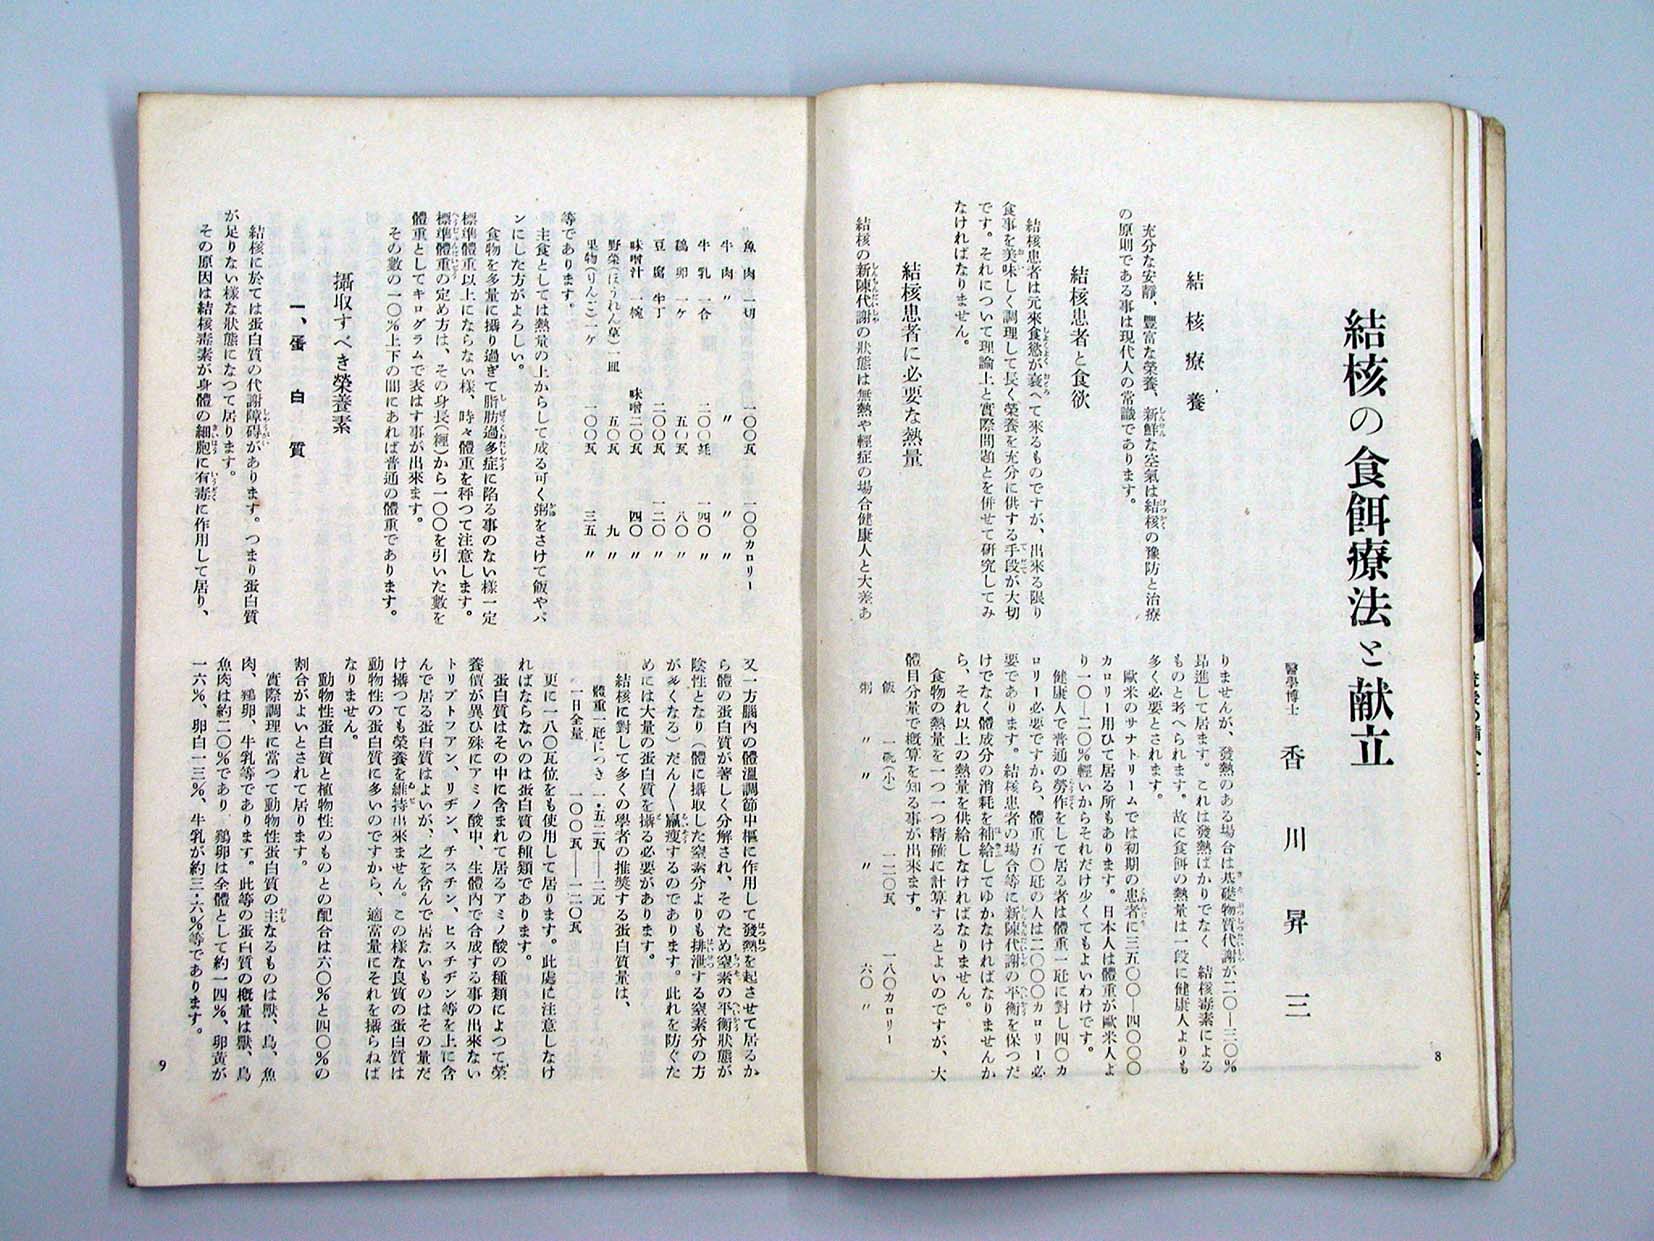 結核の食餌療法と献立
醫學博士 香川昇三
結核療養
充分な安靜、豐富な榮養、新鮮な空氣は結核の豫防と治療
の原則である事は現代人の常識であります。
結核患者と食欲
結核患者は元來食慾が衰へて來るものですが、出來る限り
食事を美味しく調理して長く榮養を充分に供する手段が大切
です。それについて理論上と實際問題とを併せて研究してみ
なければなりません。
結核患者に必要な熱量
結核の新陳代謝の狀態は無熱や輕症の場合健康人と大差あ
りませんが、發熱のある場合は基礎物質代謝が二〇―三〇%
昂進して居ます。これは發熱ばかりでなく、結核毒素による
ものと考へられます。故に食餌の熱量は一段に健康人よりも
多く必要とされます。
歐米のサナトリームでは初期の患者に三五〇〇―四〇〇〇
カロリー用ひて居る所もあります。日本人は體重が歐米人よ
り一〇―二〇%輕いからそれだけ少くてもよいわけです。
健康人で普通の勞作をして居る者は體重一瓩に對し四〇カ
ロリー必要ですから、體重五〇瓩の人は二〇〇〇カロリー必
要であります。結核患者の場合等に新陳代謝の平衡を保つだ
けでなく體成分の消耗を補給してゆかなければなりませんか
ら、それ以上の熱量を供給しなければなりません。
食物の熱量を一つ一つ精確に計算するとよいのですが、大
體目分量で概算を知る事が出來ます。
飯 一碗(小) 一二〇瓦 一八〇カロリー
粥 〃 〃 六〇 〃
8
魚肉 一切 一〇〇瓦 一〇〇カロリー
牛肉 〃 〃 〃 〃
牛乳 一合 二〇〇竓 一四〇 〃
鷄卵 一ケ 五〇瓦 八〇 〃
豆腐 半丁 二〇〇瓦 一二〇 〃
味噌汁 一椀 味噌二〇瓦 四〇 〃
野菜(ほうれん草)一皿 五〇瓦 九 〃
果物(りんご)一ケ 一〇〇瓦 三五 〃
等であります。
主食としては熱量の上からして成る可く粥をさけて飯やパ
ンにした方がよろしい。
食物を多量に攝り過ぎて脂肪過多症に陷る事のない樣一定
標準體重以上にならない樣、時々體重を秤つて注意します。
標準體重の定め方は、その身長(糎)から一〇〇を引いた數を
體重としてキログラムで表はす事が出來ます。
その數の一〇%上下の間にあれば普通の體重であります。
攝取すべき榮養素
一、蛋白質
結核に於ては蛋白質の代謝障碍があります。つまり蛋白質
が足りない樣な狀態になつて居ります。
その原因は結核毒素が身體の細胞に有毒に作用して居り、
又一方腦內の體溫調節中樞に作用して發熱を起させて居るか
ら體の蛋白質が著しく分解され、そのため窒素の平衡狀態が
陰性となり(體に攝取した窒素分よりも排泄する窒素分の方
が多くなる)だん〳〵羸瘦するのであります。此れを防ぐた
めには大量の蛋白質を攝る必要があります。
結核に對して多くの學者の推奬する蛋白質量は、
體重一瓩につき 一・五二瓦―二瓦
一日全量 一〇〇瓦―一二〇瓦
更に一八〇瓦位をも使用して居ります。此處に注意しなけ
ればならないのは蛋白質の種類であります。
蛋白質はその中に含まれて居るアミノ酸の種類によつて榮
養價が異ひ殊にアミノ酸中、生體內で合成する事の出來ない
トリプトフアン、リヂン、チスチン、ヒスチヂン等を上に含
んで居る蛋白質はよいが、之を含んで居ないものはその量だ
け攝つても榮養を維持出來ません。この樣な良質の蛋白質は
動物性の蛋白質に多いのですから、適當量にそれを攝らねば
なりません。
動物性蛋白質と植物性のものとの配合は六〇%と四〇%の
割合がよいとされて居ります。
實際調理に當つて動物性蛋白質の主なるものは獸、鳥、魚
肉、鷄卵、牛乳等であります。此等の蛋白質の槪量は獸、鳥
魚肉は約二〇%であり、鷄卵は全體として約一四%、卵黃が
一六%、卵白一三%、牛乳が約三・六%等であります。
9